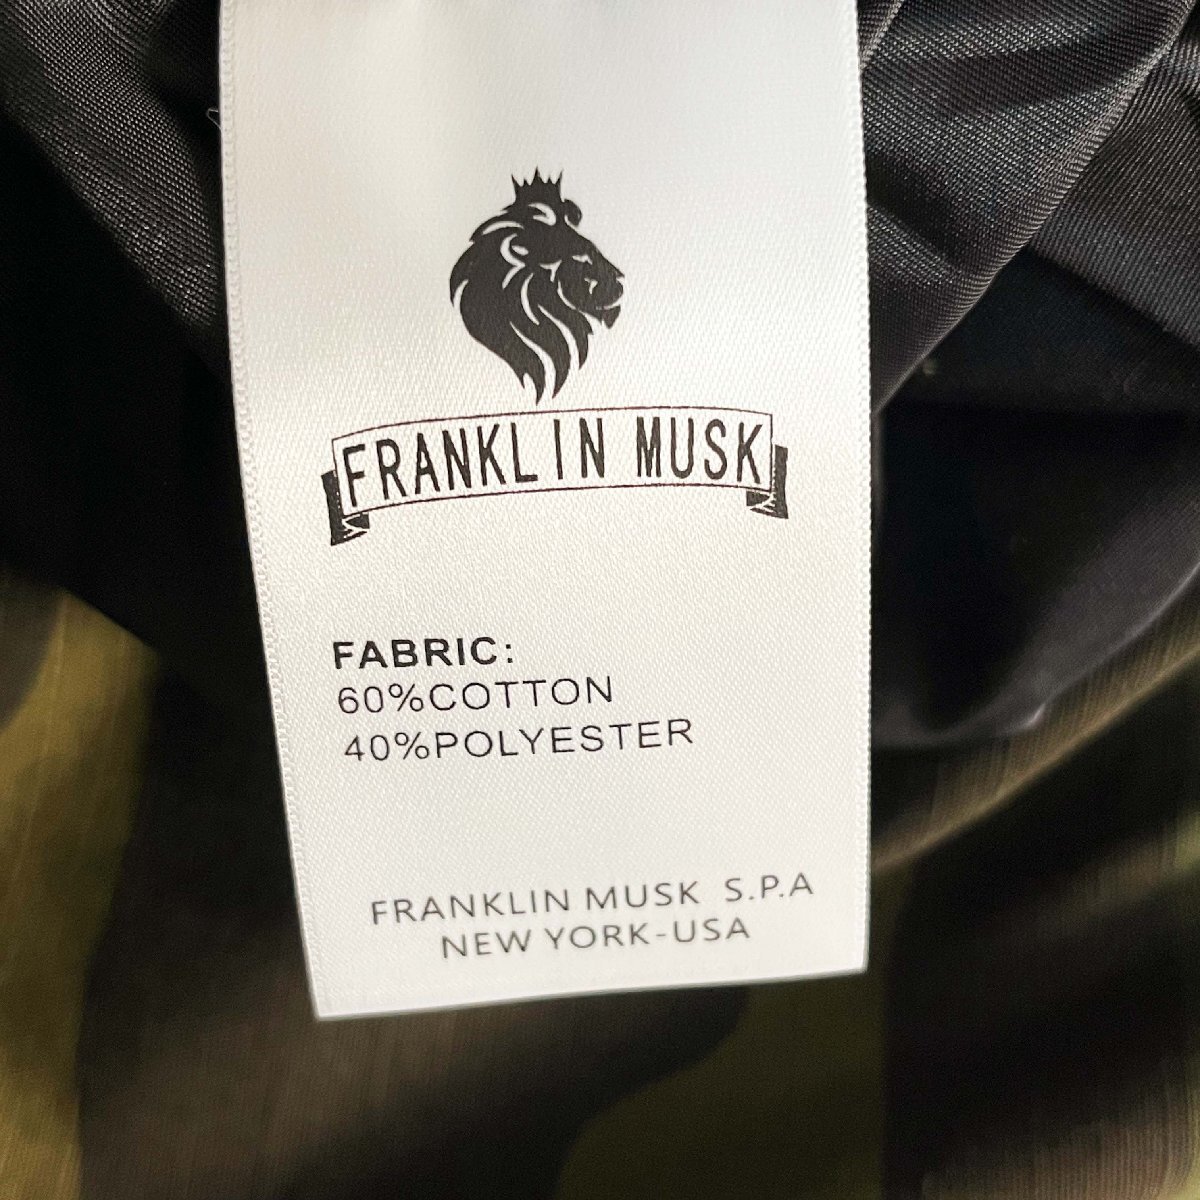 FRANKLIN MUSK
FABRIC:
60%COTTON
40%POLYESTER
FRANKLIN MUSK S.P.A
NEW YORK-USA